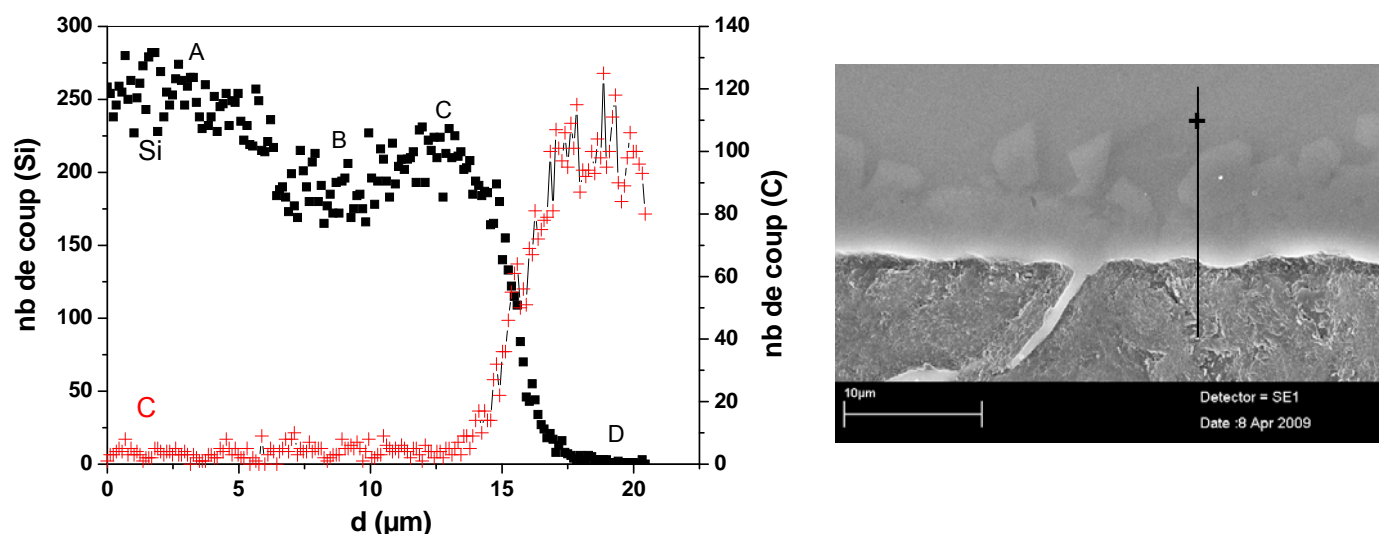 300
250
200
150
100
50
0
nb de coup (Si)
A
Si
B
C
C
D
0
5
10
15
20
d (µm)
140
120
100
80
60
40
20
0
nb de coup (C)
10µm
Detector = SE1
Date :8 Apr 2009